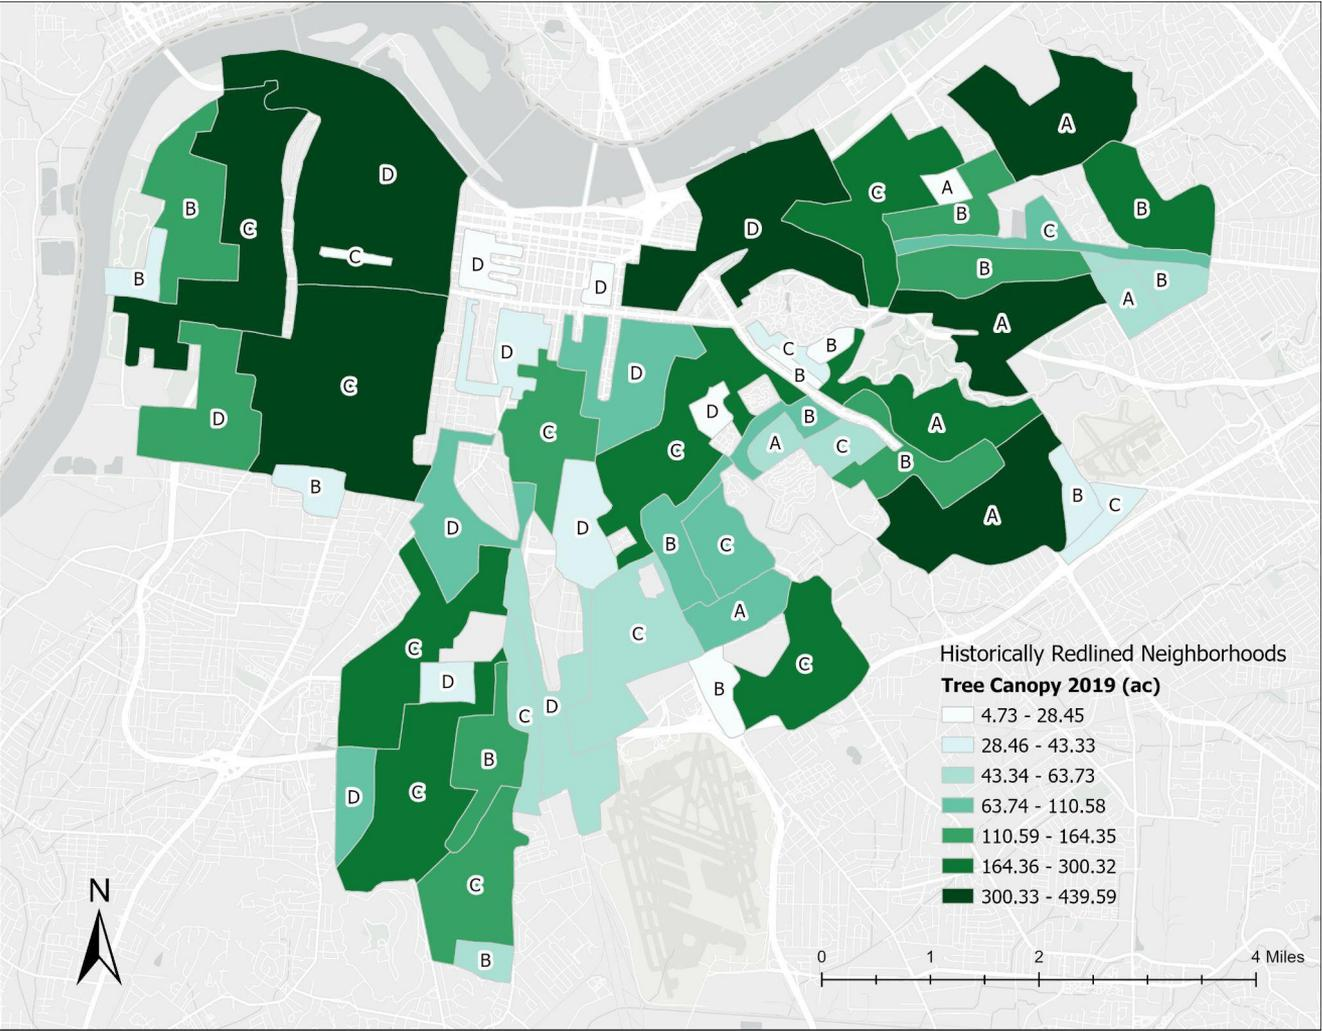 A
D
C
A
B
B
B
C
D
C
C
D
B
B
B
D
A
A
C
B
D
D
B
C
D
C
A
B
D
C
A
C
B
B
B
C
A
D
D
B
C
A
C
C
C
D
B
D
C
B
C
D
C
B
Historically Redlined Neighborhoods
Tree Canopy 2019 (ac)
4.73 - 28.45
28.46 - 43.33
43.34 - 63.73
63.74 - 110.58
110.59 - 164.35
164.36 - 300.32
300.33 - 439.59
N
0 1 2 4 Miles